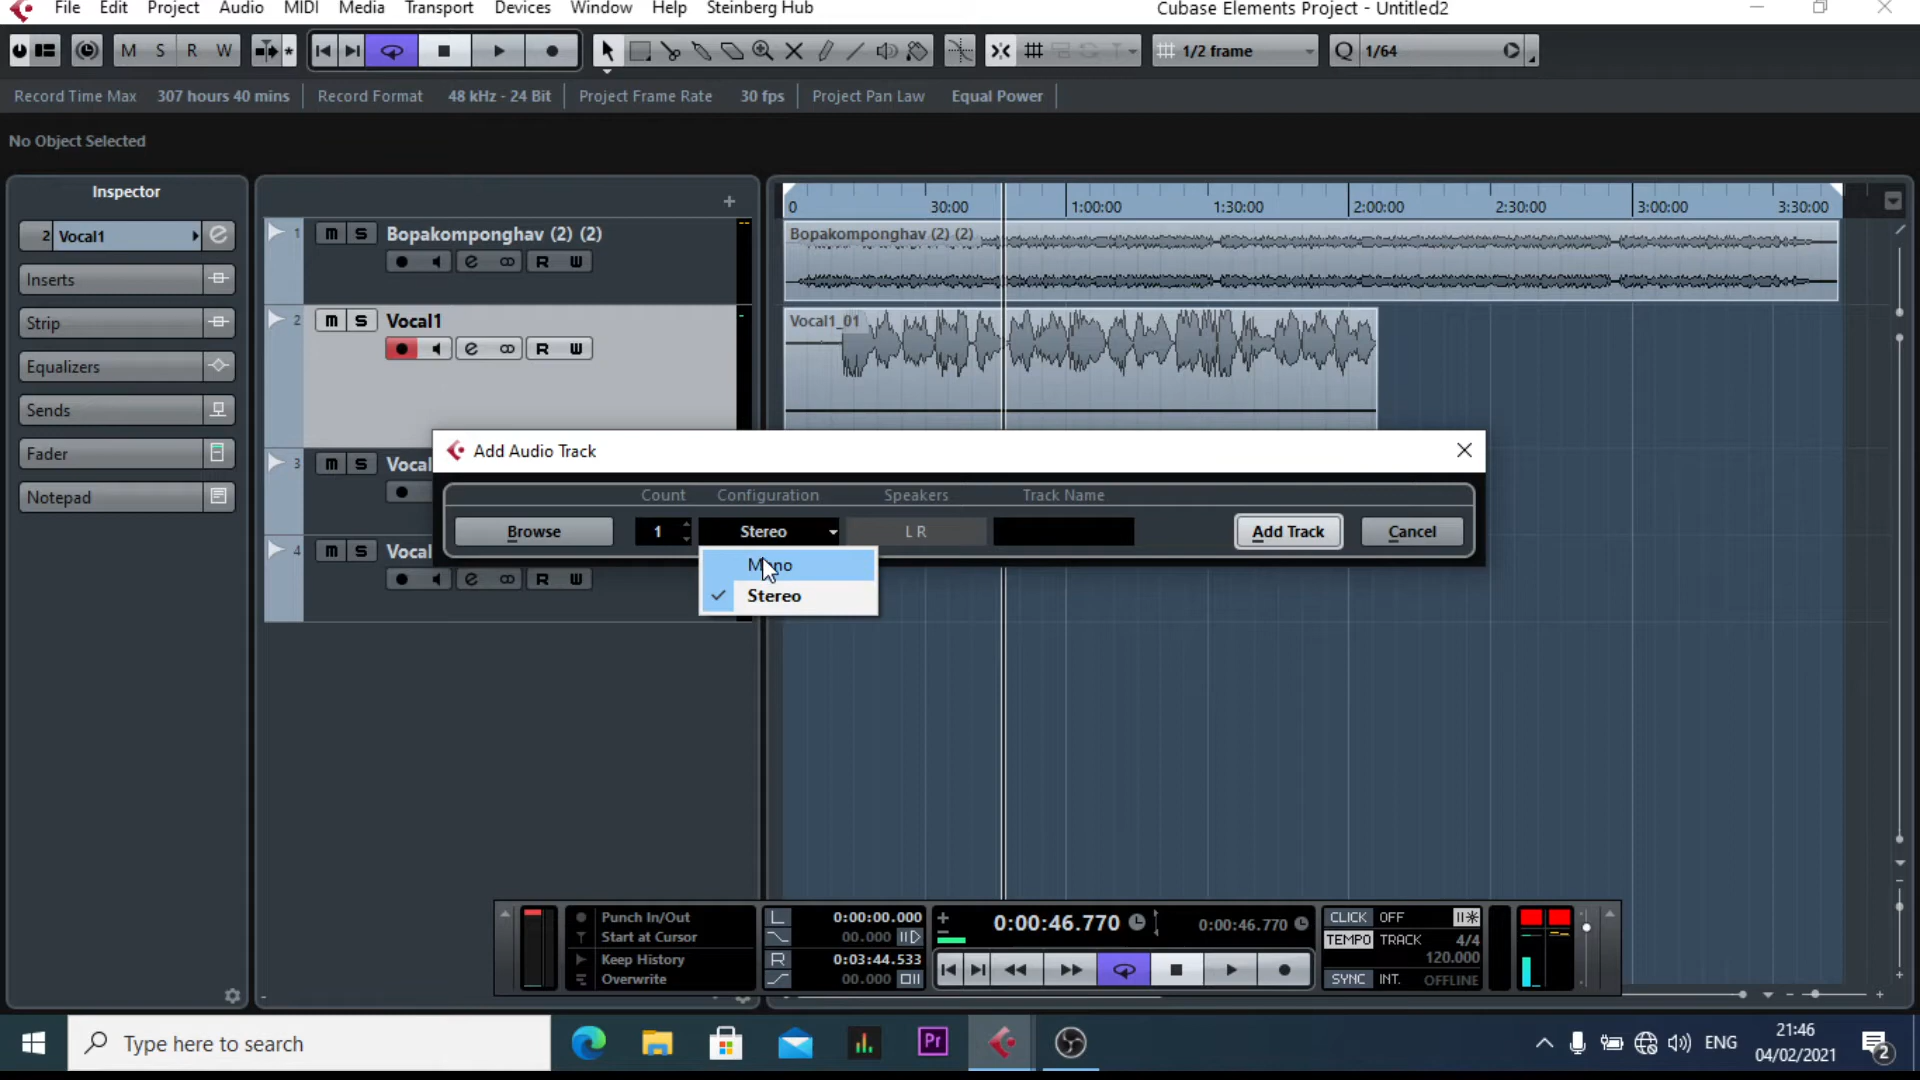 File Edit Project Audio MIDI Media Transport Devices Window Help Steinberg Hub Cubase Elements Project - Untitled2
M S R W 1/2 frame Q 1/64
Record Time Max 307 hours 40 mins Record Format 48 kHz - 24 Bit Project Frame Rate 30 fps Project Pan Law Equal Power
No Object Selected
Inspector
2 Vocal1
Inserts
Strip
Equalizers
Sends
Fader
Notepad
1 m S Bopakomponghav (2) (2)
R W
2 m S Vocal1
R W
3 m S Vocal
4 m S Vocal
R W
0 30:00 1:00:00 1:30:00 2:00:00 2:30:00 3:00:00 3:30:00
Bopakomponghav (2) (2)
Vocal1_01
Add Audio Track
Count Configuration Speakers Track Name
Browse 1 Stereo L R Add Track Cancel
Stereo
Punch In/Out
Start at Cursor
Keep History
Overwrite
L 0:00:00.000
00.000
R 0:03:44.533
00.000
0:00:46.770 0:00:46.770
CLICK OFF
TEMPO TRACK 4/4
120.000
SYNC INT. OFFLINE
Type here to search
Pr
ENG
21:46
04/02/2021
2